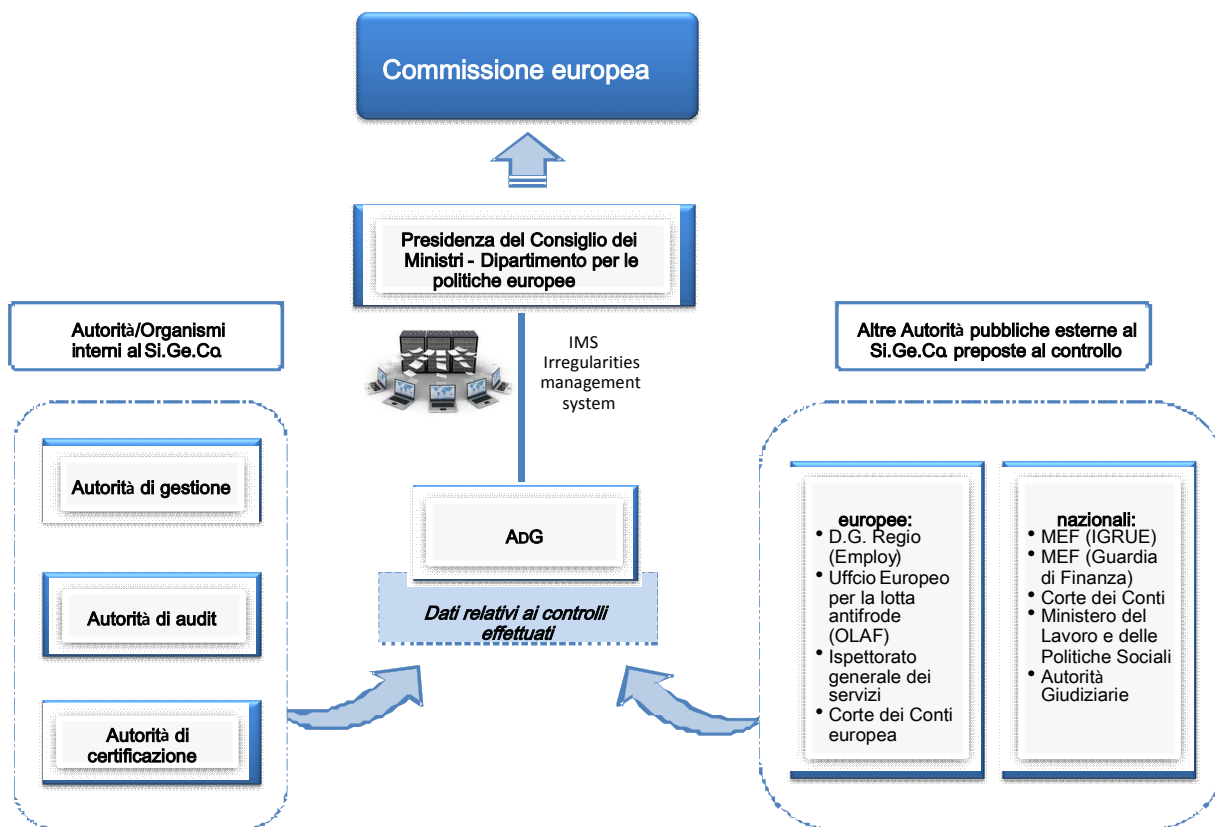 Commissione europea
Presidenza del Consiglio dei
Ministri - Dipartimento per le
politiche europee
Autorità/Organismi
interni al Si.Ge.Co.
IMS
Irregularities
management
system
Altre Autorità pubbliche esterne al
Si.Ge.Co. preposte al controllo
Autorità di gestione
Autorità di audit
Autorità di
certificazione
ADG
Dati relativi ai controlli
effettuati
europee:
• D.G. Regio
(Employ)
• Uffcio Europeo
per la lotta
antifrode
(OLAF)
• Ispettorato
generale dei
servizi
• Corte dei Conti
europea
nazionali:
• MEF (IGRUE)
• MEF (Guardia
di Finanza)
• Corte dei Conti
• Ministero del
Lavoro e delle
Politiche Sociali
• Autorità
Giudiziarie